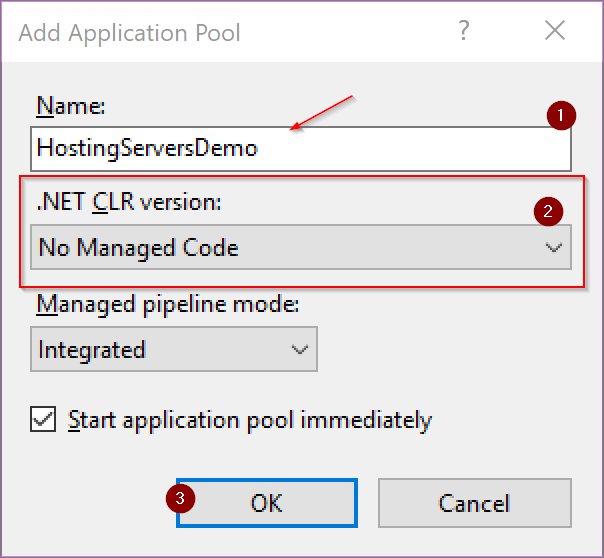 Add Application Pool ?
Name:
1
HostingServersDemo
.NET CLR version:
2
No Managed Code
Managed pipeline mode:
Integrated
Start application pool immediately
3 OK Cancel